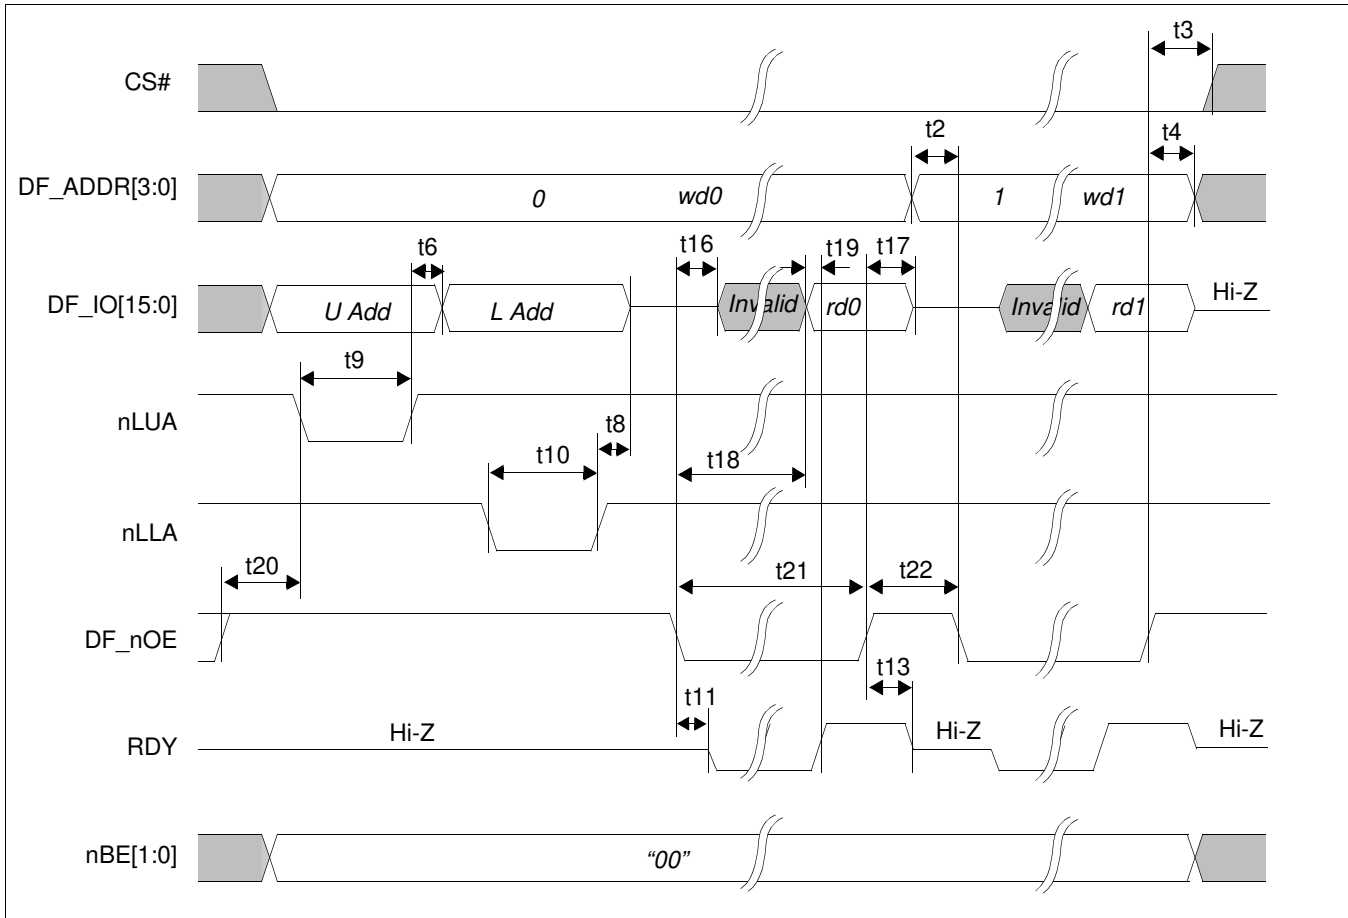 t3
CS#
t2
t4
DF_ADDR[3:0]
0 wd0 1 wd1
t6 t16 t19 t17
DF_IO[15:0]
U Add L Add Invalid rd0 Invalid rd1 Hi-Z
t9
nLUA
t8
t10 t18
nLLA
t20 t21 t22
DF_nOE
t13
t11
RDY Hi-Z Hi-Z Hi-Z
nBE[1:0] “00”